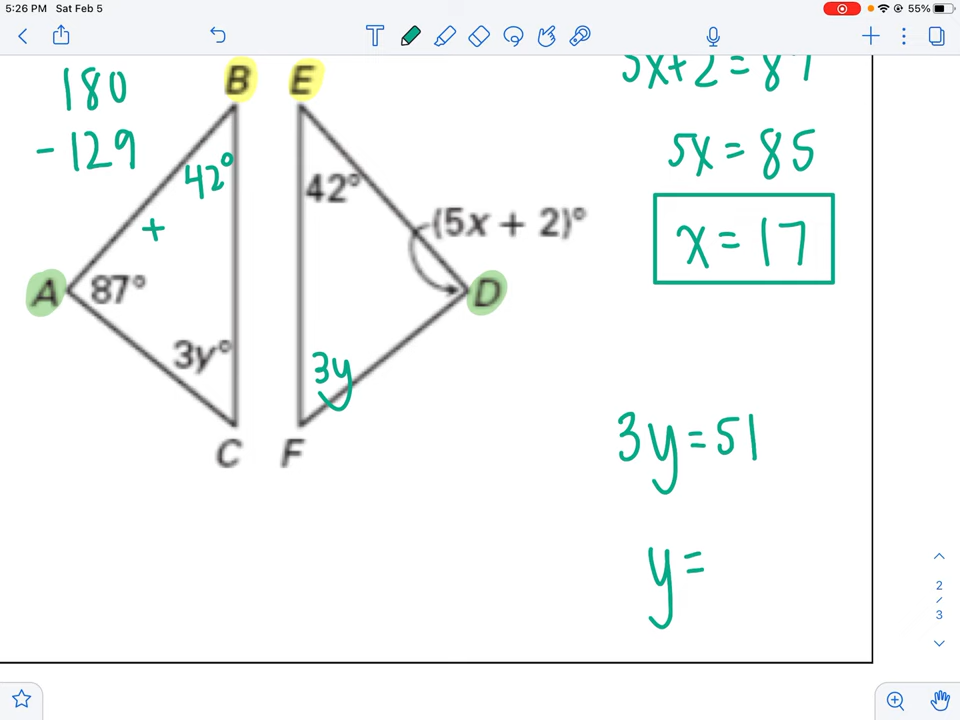 5:26 PM Sat Feb 5
55%
T
180
- 129
B E
5x+2=87
42°
42°
5x = 85
+
(5x + 2)°
x = 17
A 87°
D
3y°
3y
C F
3y = 51
y =
2
/
3